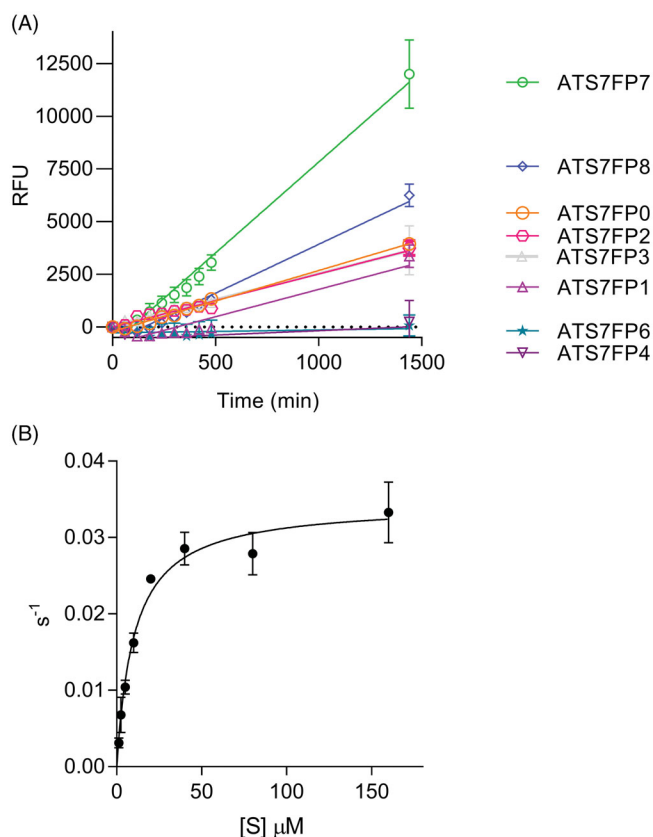 (A)
12500
10000
7500
5000
2500
0
RFU
0
500
1000
1500
Time (min)
ATS7FP7
ATS7FP8
ATS7FP0
ATS7FP2
ATS7FP3
ATS7FP1
ATS7FP6
ATS7FP4
(B)
0.04
0.03
0.02
0.01
0.00
s⁻¹
0
50
100
150
[S] μM